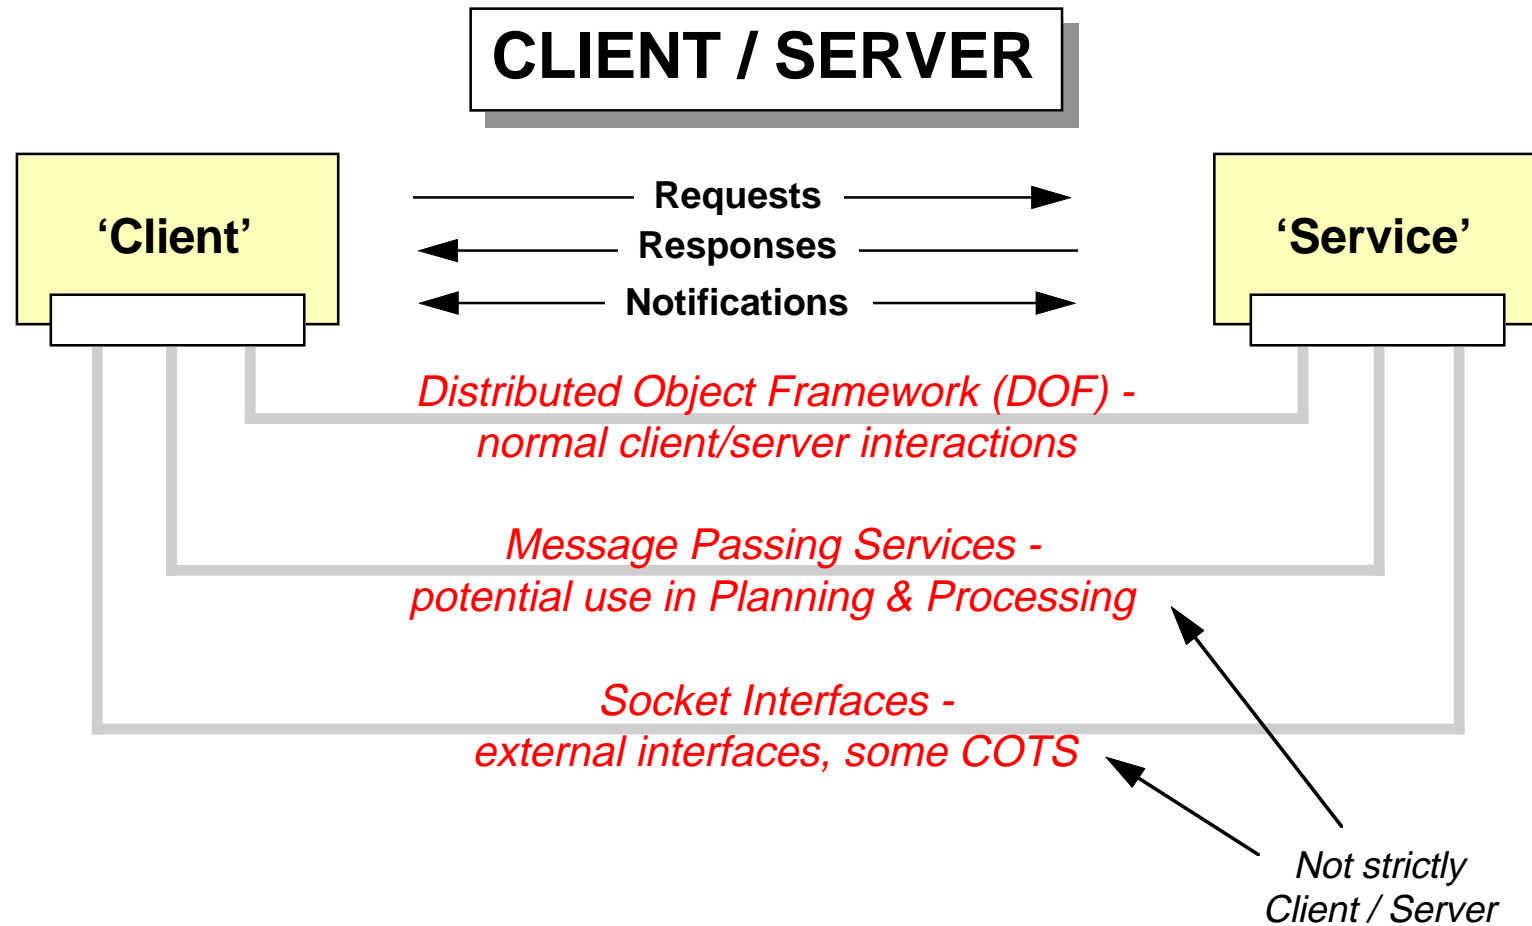 CLIENT / SERVER
‘Client’
Requests
Responses
Notifications
‘Service’
Distributed Object Framework (DOF) -
normal client/server interactions
Message Passing Services -
potential use in Planning & Processing
Socket Interfaces -
external interfaces, some COTS
Not strictly
Client / Server